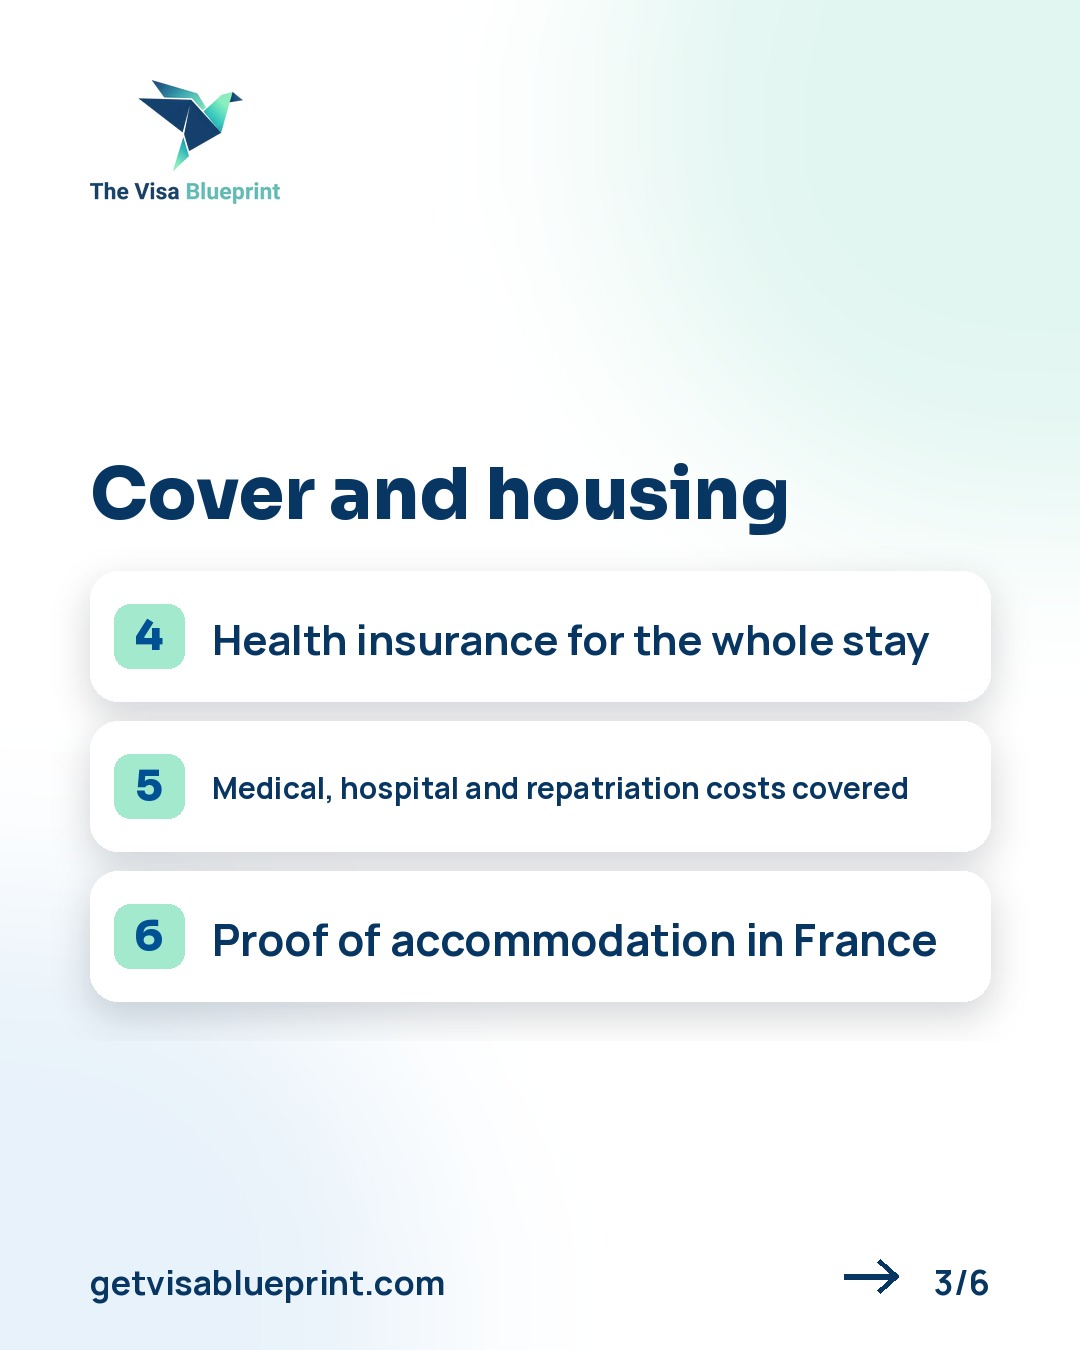 The Visa Blueprint
Cover and housing
4 Health insurance for the whole stay
5 Medical, hospital and repatriation costs covered
6 Proof of accommodation in France
getvisablueprint.com → 3/6